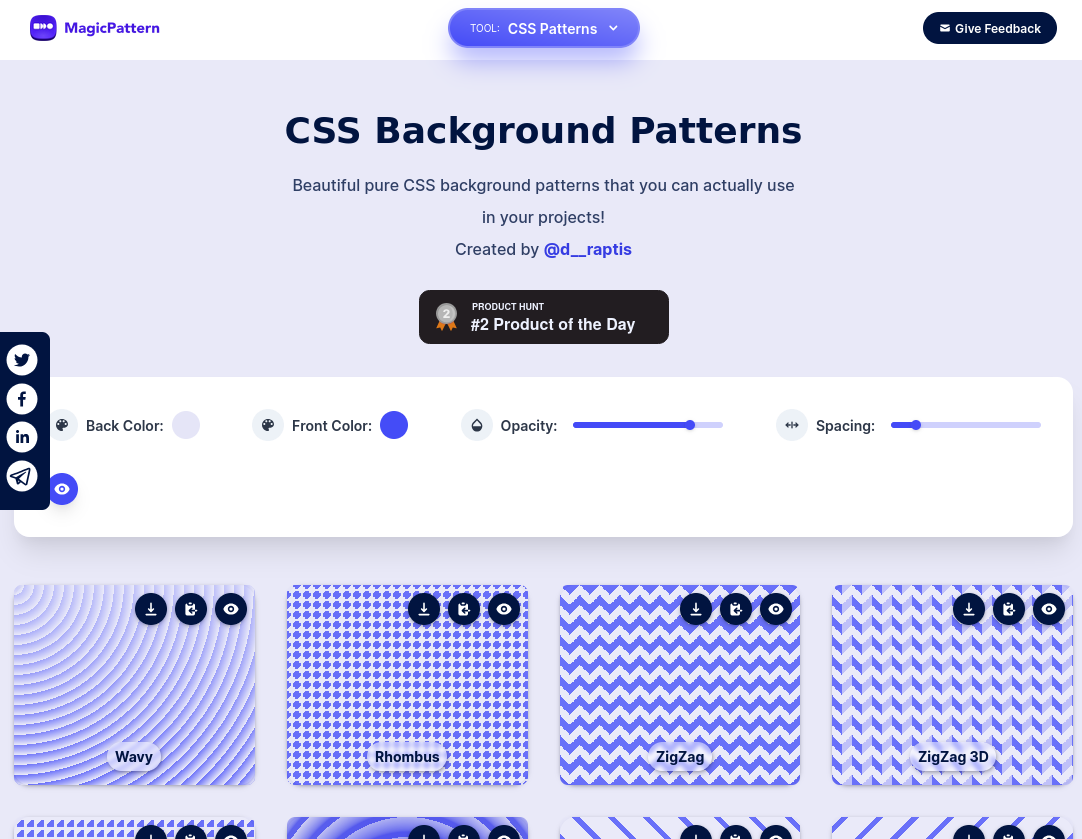 MagicPattern
TOOL: CSS Patterns
Give Feedback
CSS Background Patterns
Beautiful pure CSS background patterns that you can actually use
in your projects!
Created by @d__raptis
2
PRODUCT HUNT
#2 Product of the Day
Back Color:
Front Color:
Opacity:
Spacing:
Wavy
Rhombus
ZigZag
ZigZag 3D